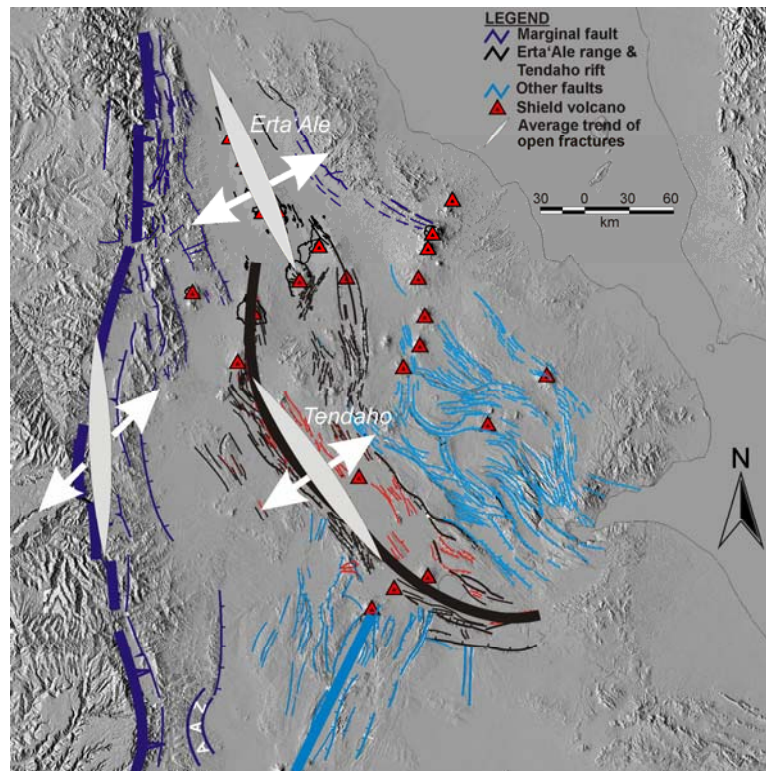 LEGEND
Marginal fault
Erta'Ale range &
Tendaho rift
Other faults
Shield volcano
Average trend of
open fractures
30 0 30 60
km
Erta Ale
Tendaho
N
A A Z